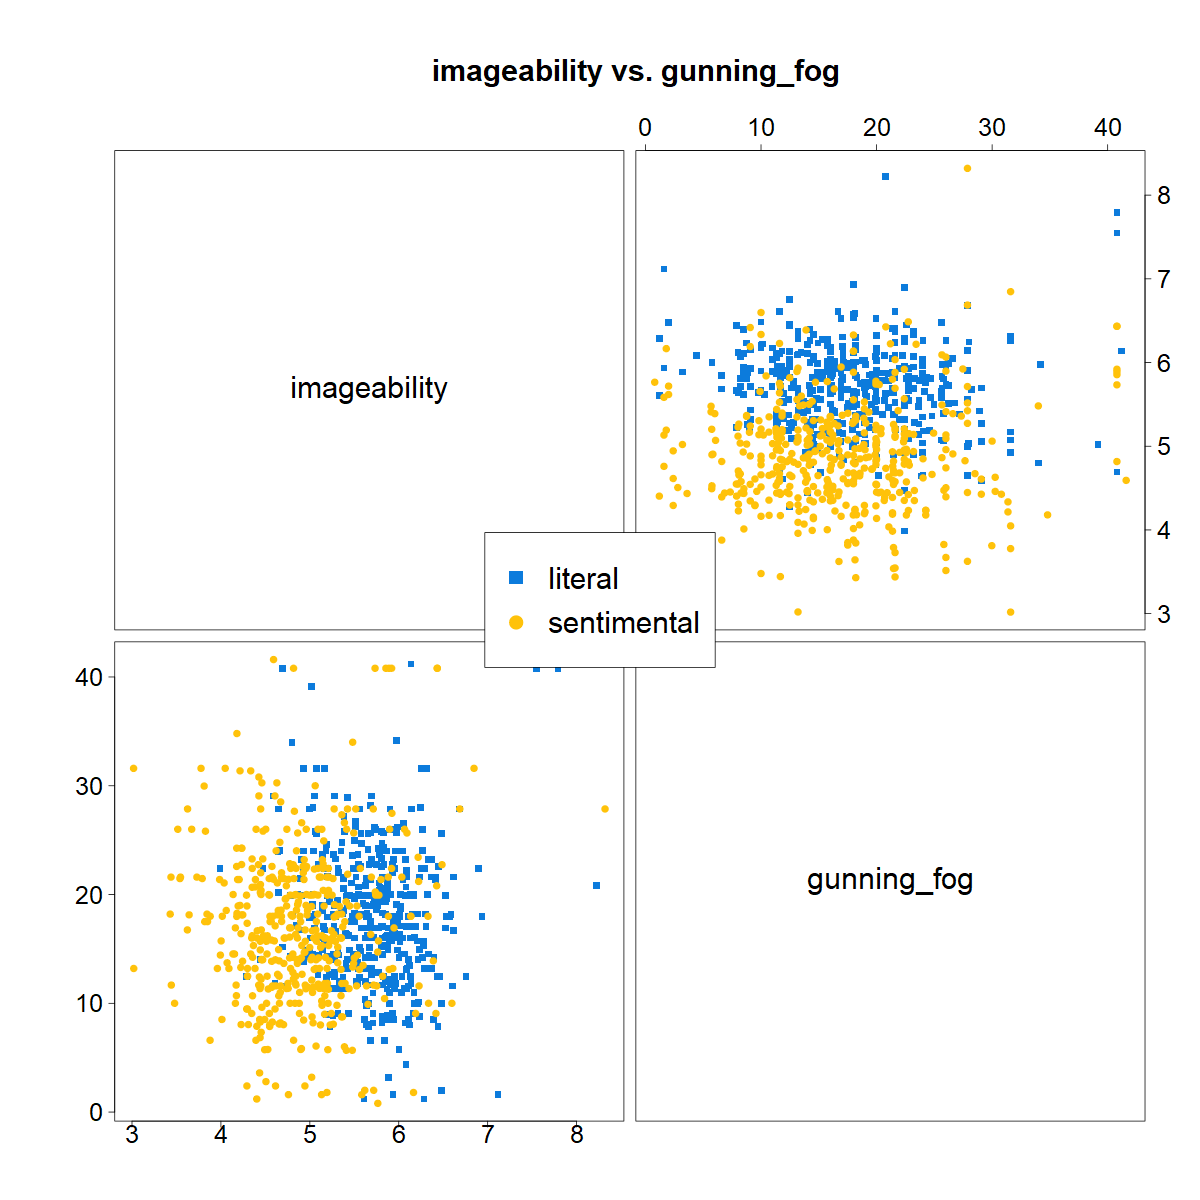 imageability vs. gunning_fog
0 10 20 30 40
imageability
8
7
6
5
4
3
literal
sentimental
40
30
20
10
0
gunning_fog
3 4 5 6 7 8